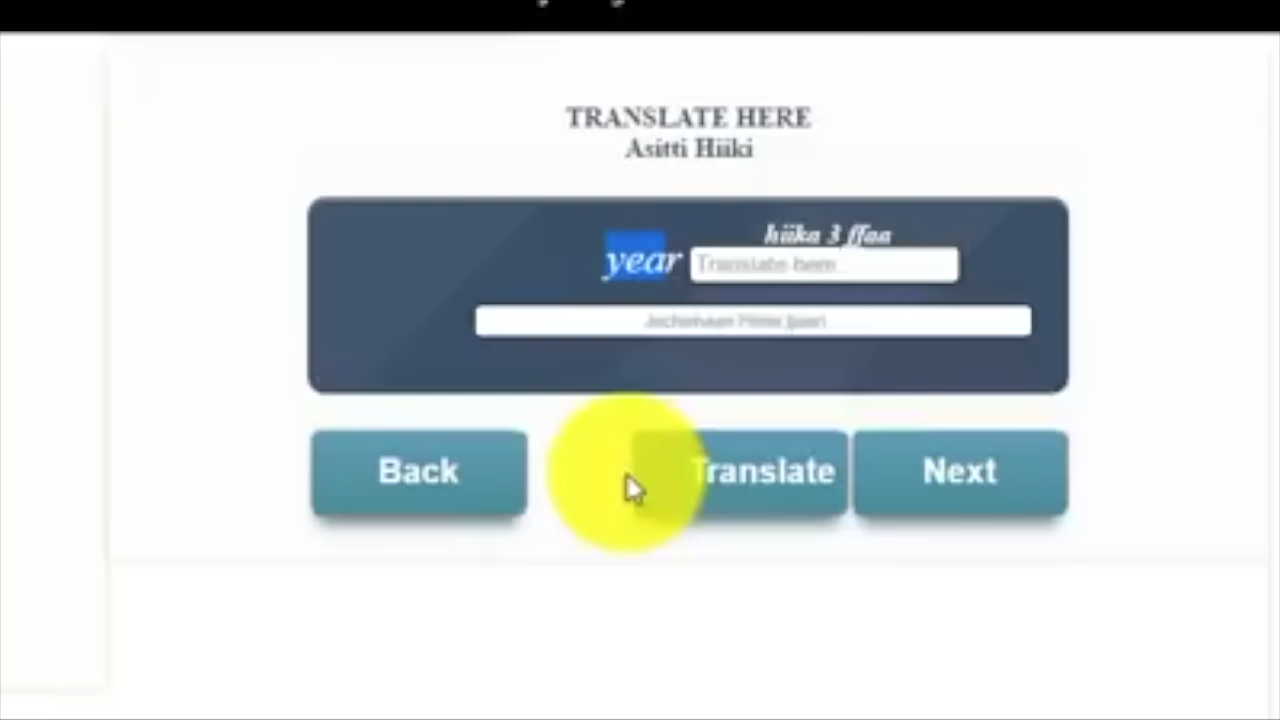 TRANSLATE HERE
Asitti Hiiki
hiika 3 ffaa
year
Translate here
Back
Translate
Next